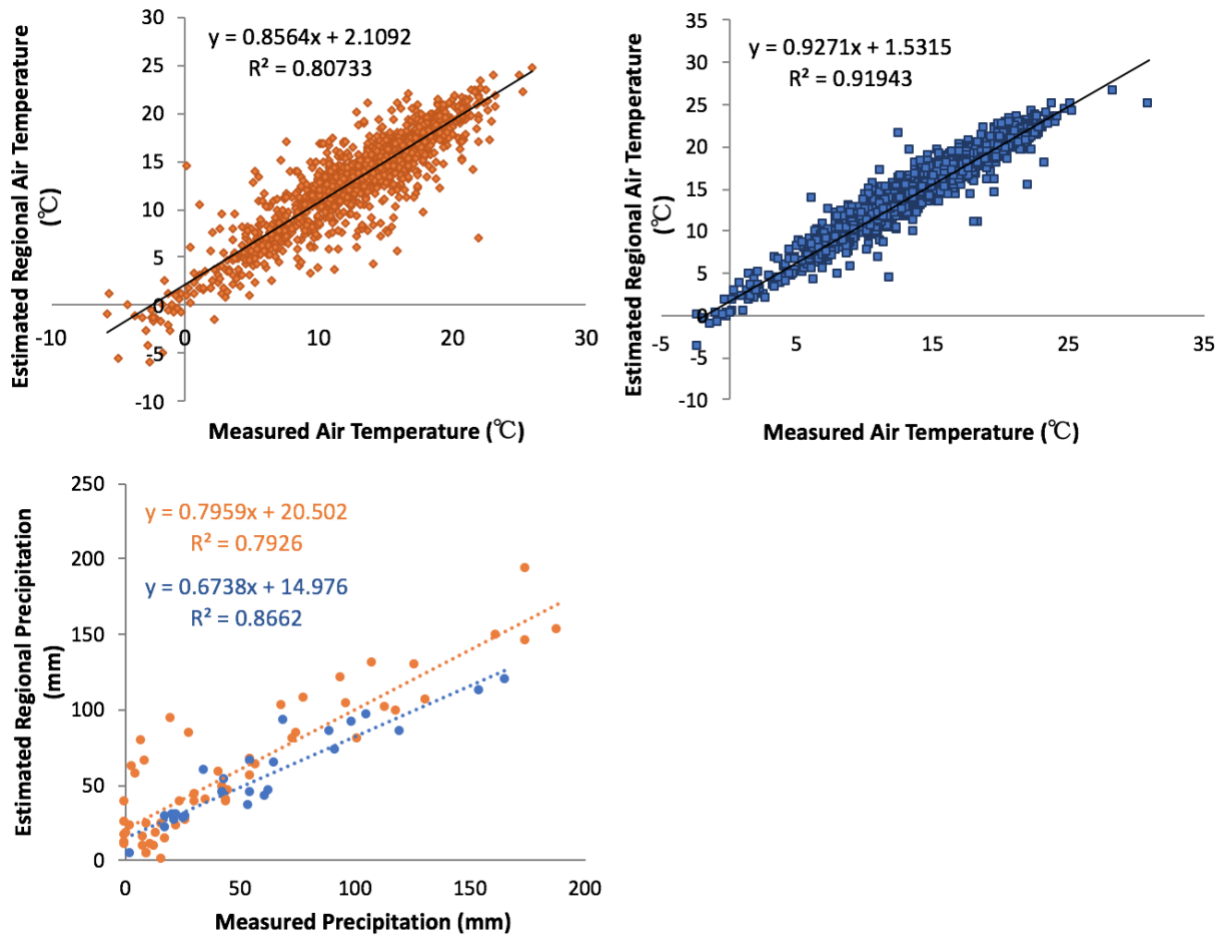 Estimated Regional Air Temperature
(℃)
30
25
20
15
10
5
0
-5
-10
-10
0
10
20
30
y = 0.8564x + 2.1092
R² = 0.80733
Measured Air Temperature (℃)
Estimated Regional Air Temperature
(℃)
35
30
25
20
15
10
5
0
-10
-5
5
15
25
35
y = 0.9271x + 1.5315
R² = 0.91943
Measured Air Temperature (℃)
Estimated Regional Precipitation
(mm)
250
200
150
100
50
0
0
50
100
150
200
y = 0.7959x + 20.502
R² = 0.7926
y = 0.6738x + 14.976
R² = 0.8662
Measured Precipitation (mm)